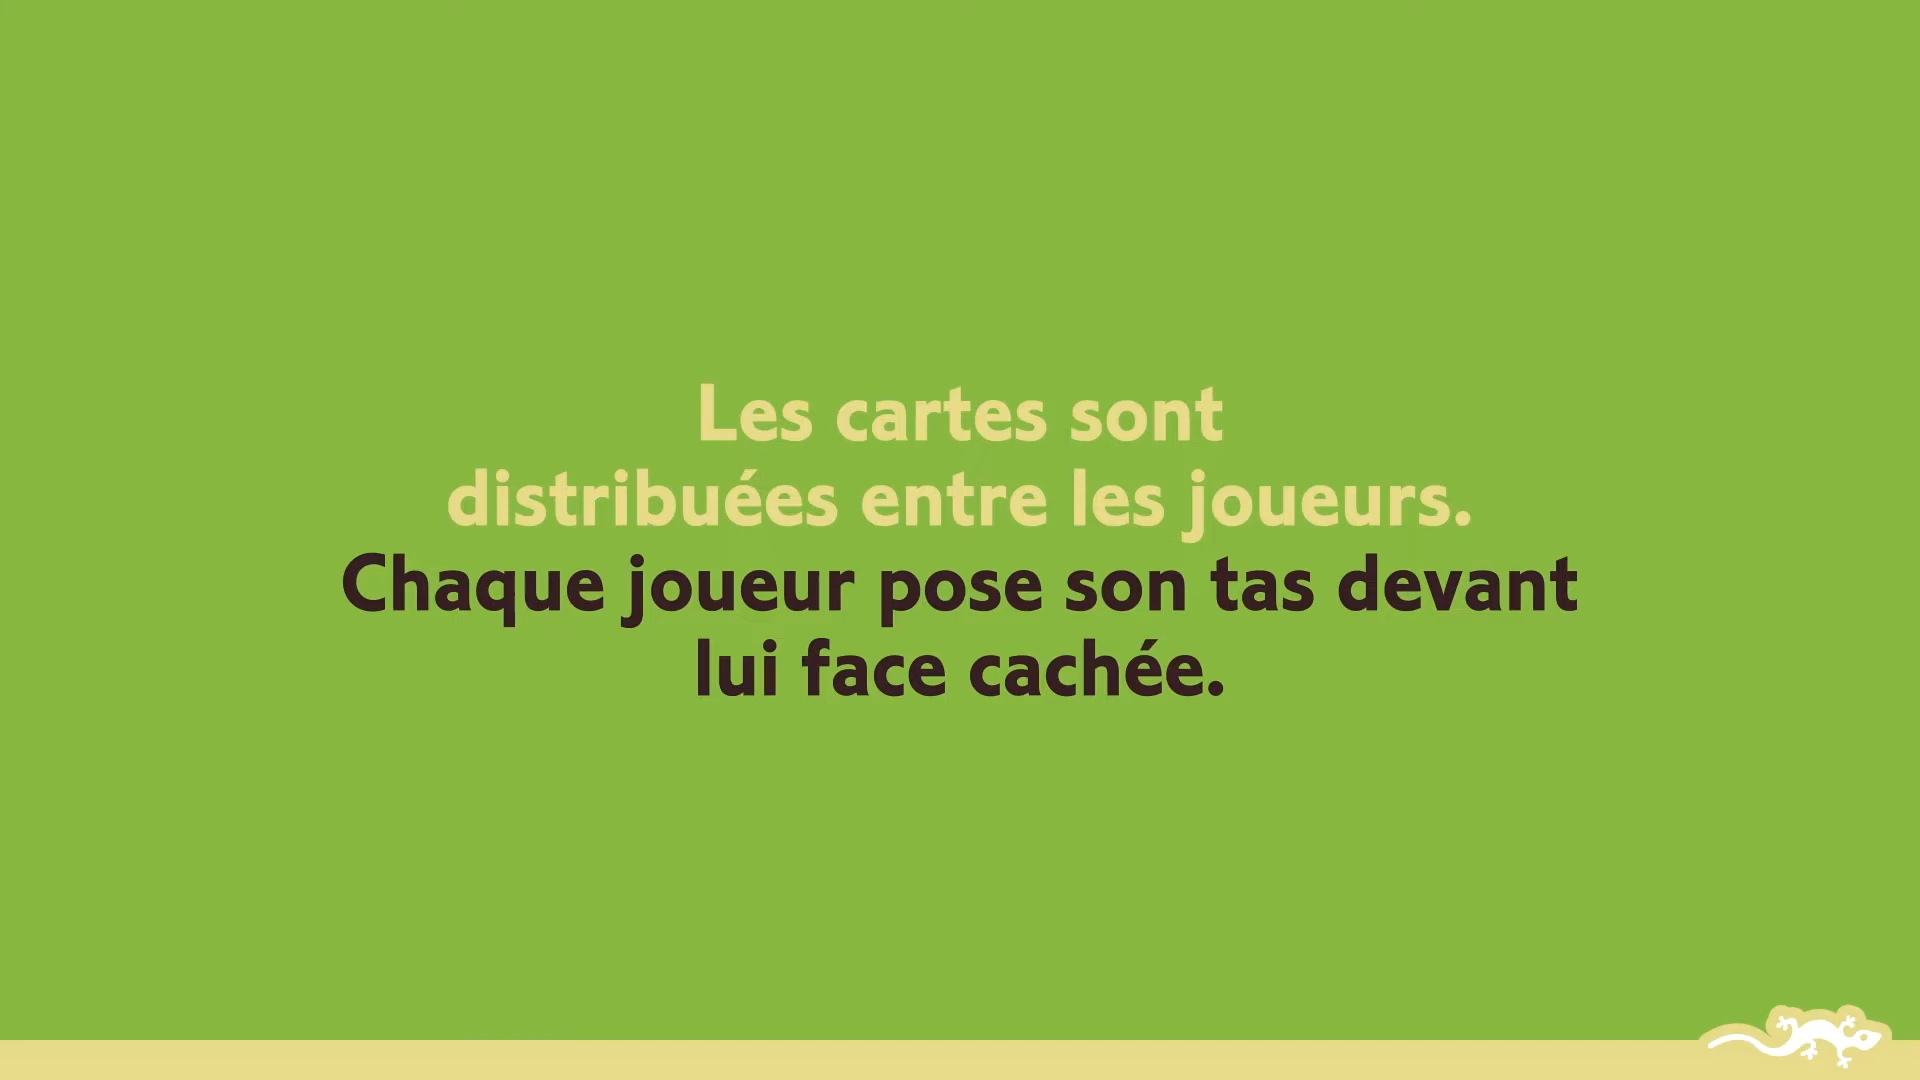 Les cartes sont
distribuées entre les joueurs.
Chaque joueur pose son tas devant
lui face cachée.